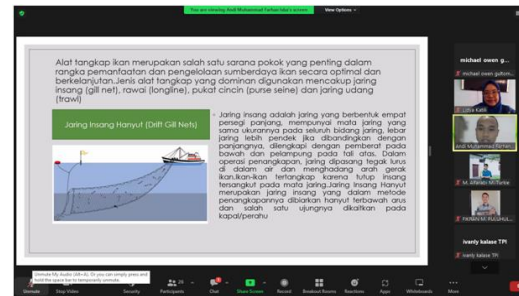 You are viewing Andi Muhammad Farhan Iskar's screen
View Options
Alat tangkap ikan merupakan salah satu sarana pokok yang penting dalam
rangka pemanfaatan dan pengelolaan sumberdaya ikan secara optimal dan
berkelanjutan.Jenis alat tangkap yang dominan digunakan mencakup jaring
insang (gill net), rawai (longline), pukat cincin (purse seine) dan jaring udang
(trawl)
Jaring Insang Hanyut (Drift Gill Nets)
Jaring insang adalah jaring yang berbentuk empat
persegi panjang, mempunyai mata jaring yang
sama ukurannya pada seluruh bidang jaring, lebar
jaring lebih pendek jika dibandingkan dengan
panjangnya, dilengkapi dengan pemberat pada
bawah dan pelampung pada tali atas. Dalam
operasi penangkapan, jaring dipasang tegak lurus
di dalam air dan menghadang arah gerak
ikan.Ikan-ikan tertangkap karena tutup insang
tersangkut pada mata jaring.Jaring Insang Hanyut
merupakan jaring insang yang dalam metode
penangkapannya dibiarkan hanyut terbawah arus
dan salah satu ujungnya dikaitkan pada
kapal/perahu
michael owen g...
michael owen gultom...
Andi Muhammad Farhan...
M. Alfarabi
ivanly kalase TPI
ivanly kalase TPI
Unmute My Audio (Alt+A). Or you can simply press and
hold the space bar to temporarily unmute.
Unmute
Stop Video
Security
Participants
Chat
Share Screen
Record
Breakout Rooms
Reactions
Apps
Whiteboards
More